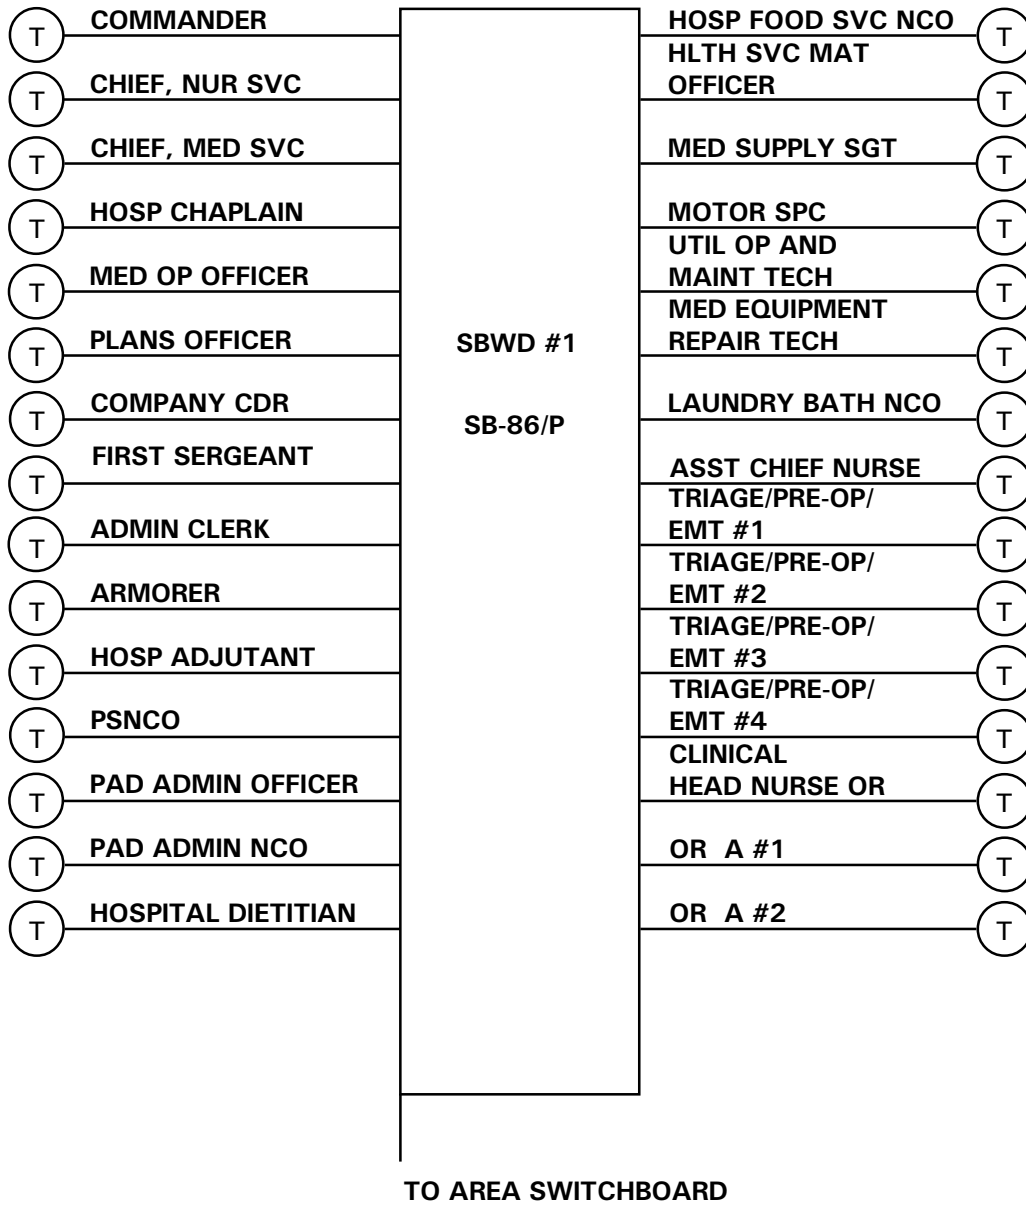 T COMMANDER
T CHIEF, NUR SVC
T CHIEF, MED SVC
T HOSP CHAPLAIN
T MED OP OFFICER
T PLANS OFFICER
T COMPANY CDR
T FIRST SERGEANT
T ADMIN CLERK
T ARMORER
T HOSP ADJUTANT
T PSNCO
T PAD ADMIN OFFICER
T PAD ADMIN NCO
T HOSPITAL DIETITIAN
SBWD #1
SB-86/P
HOSP FOOD SVC NCO T
HLTH SVC MAT
OFFICER T
MED SUPPLY SGT T
MOTOR SPC T
UTIL OP AND
MAINT TECH T
MED EQUIPMENT
REPAIR TECH T
LAUNDRY BATH NCO T
ASST CHIEF NURSE T
TRIAGE/PRE-OP/
EMT #1 T
TRIAGE/PRE-OP/
EMT #2 T
TRIAGE/PRE-OP/
EMT #3 T
TRIAGE/PRE-OP/
EMT #4 T
CLINICAL
HEAD NURSE OR T
OR A #1 T
OR A #2 T
TO AREA SWITCHBOARD